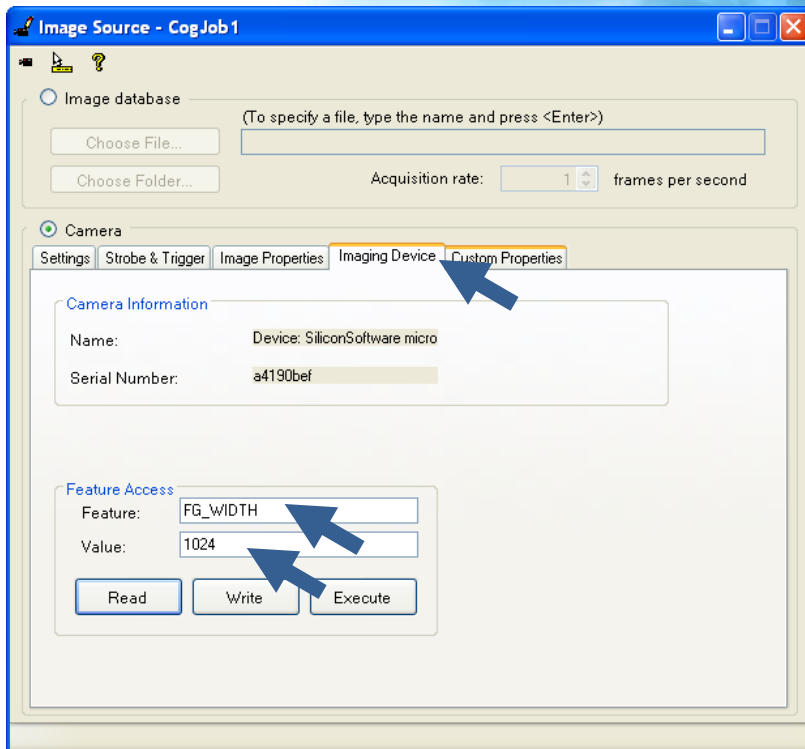 Image Source - CogJob1
Image database
(To specify a file, type the name and press <Enter>)
Choose File...
Choose Folder...
Acquisition rate: 1 frames per second
Camera
Settings Strobe & Trigger Image Properties Imaging Device Custom Properties
Camera Information
Name: Device: SiliconSoftware micro
Serial Number: a4190bef
Feature Access
Feature: FG_WIDTH
Value: 1024
Read Write Execute